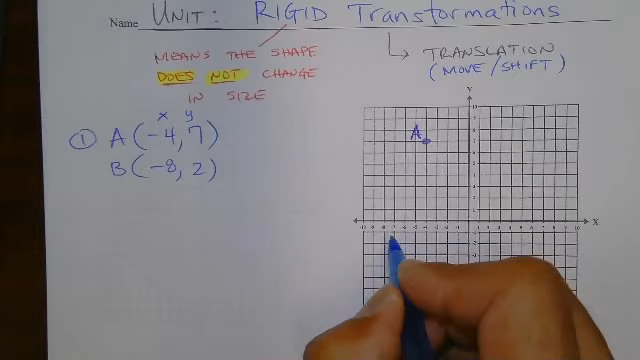 Name UNIT: RIGID TRANSFORMATIONS
MEANS THE SHAPE
DOES NOT CHANGE
IN SIZE
TRANSLATION
(MOVE/SHIFT)
x y
① A(-4, 7)
B(-8, 2)
Y
A
X